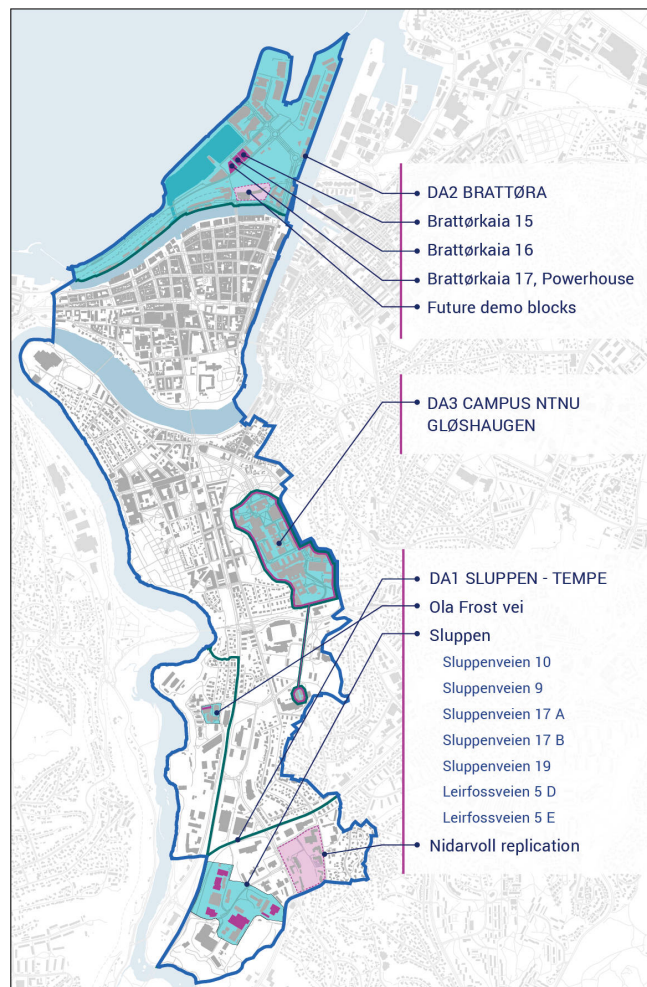 DA2 BRATTØRA
Brattørkaia 15
Brattørkaia 16
Brattørkaia 17, Powerhouse
Future demo blocks
DA3 CAMPUS NTNU
GLØSHAUGEN
DA1 SLUPPEN - TEMPE
Ola Frost vei
Sluppen
Sluppenveien 10
Sluppenveien 9
Sluppenveien 17 A
Sluppenveien 17 B
Sluppenveien 19
Leirfossveien 5 D
Leirfossveien 5 E
Nidarvoll replication